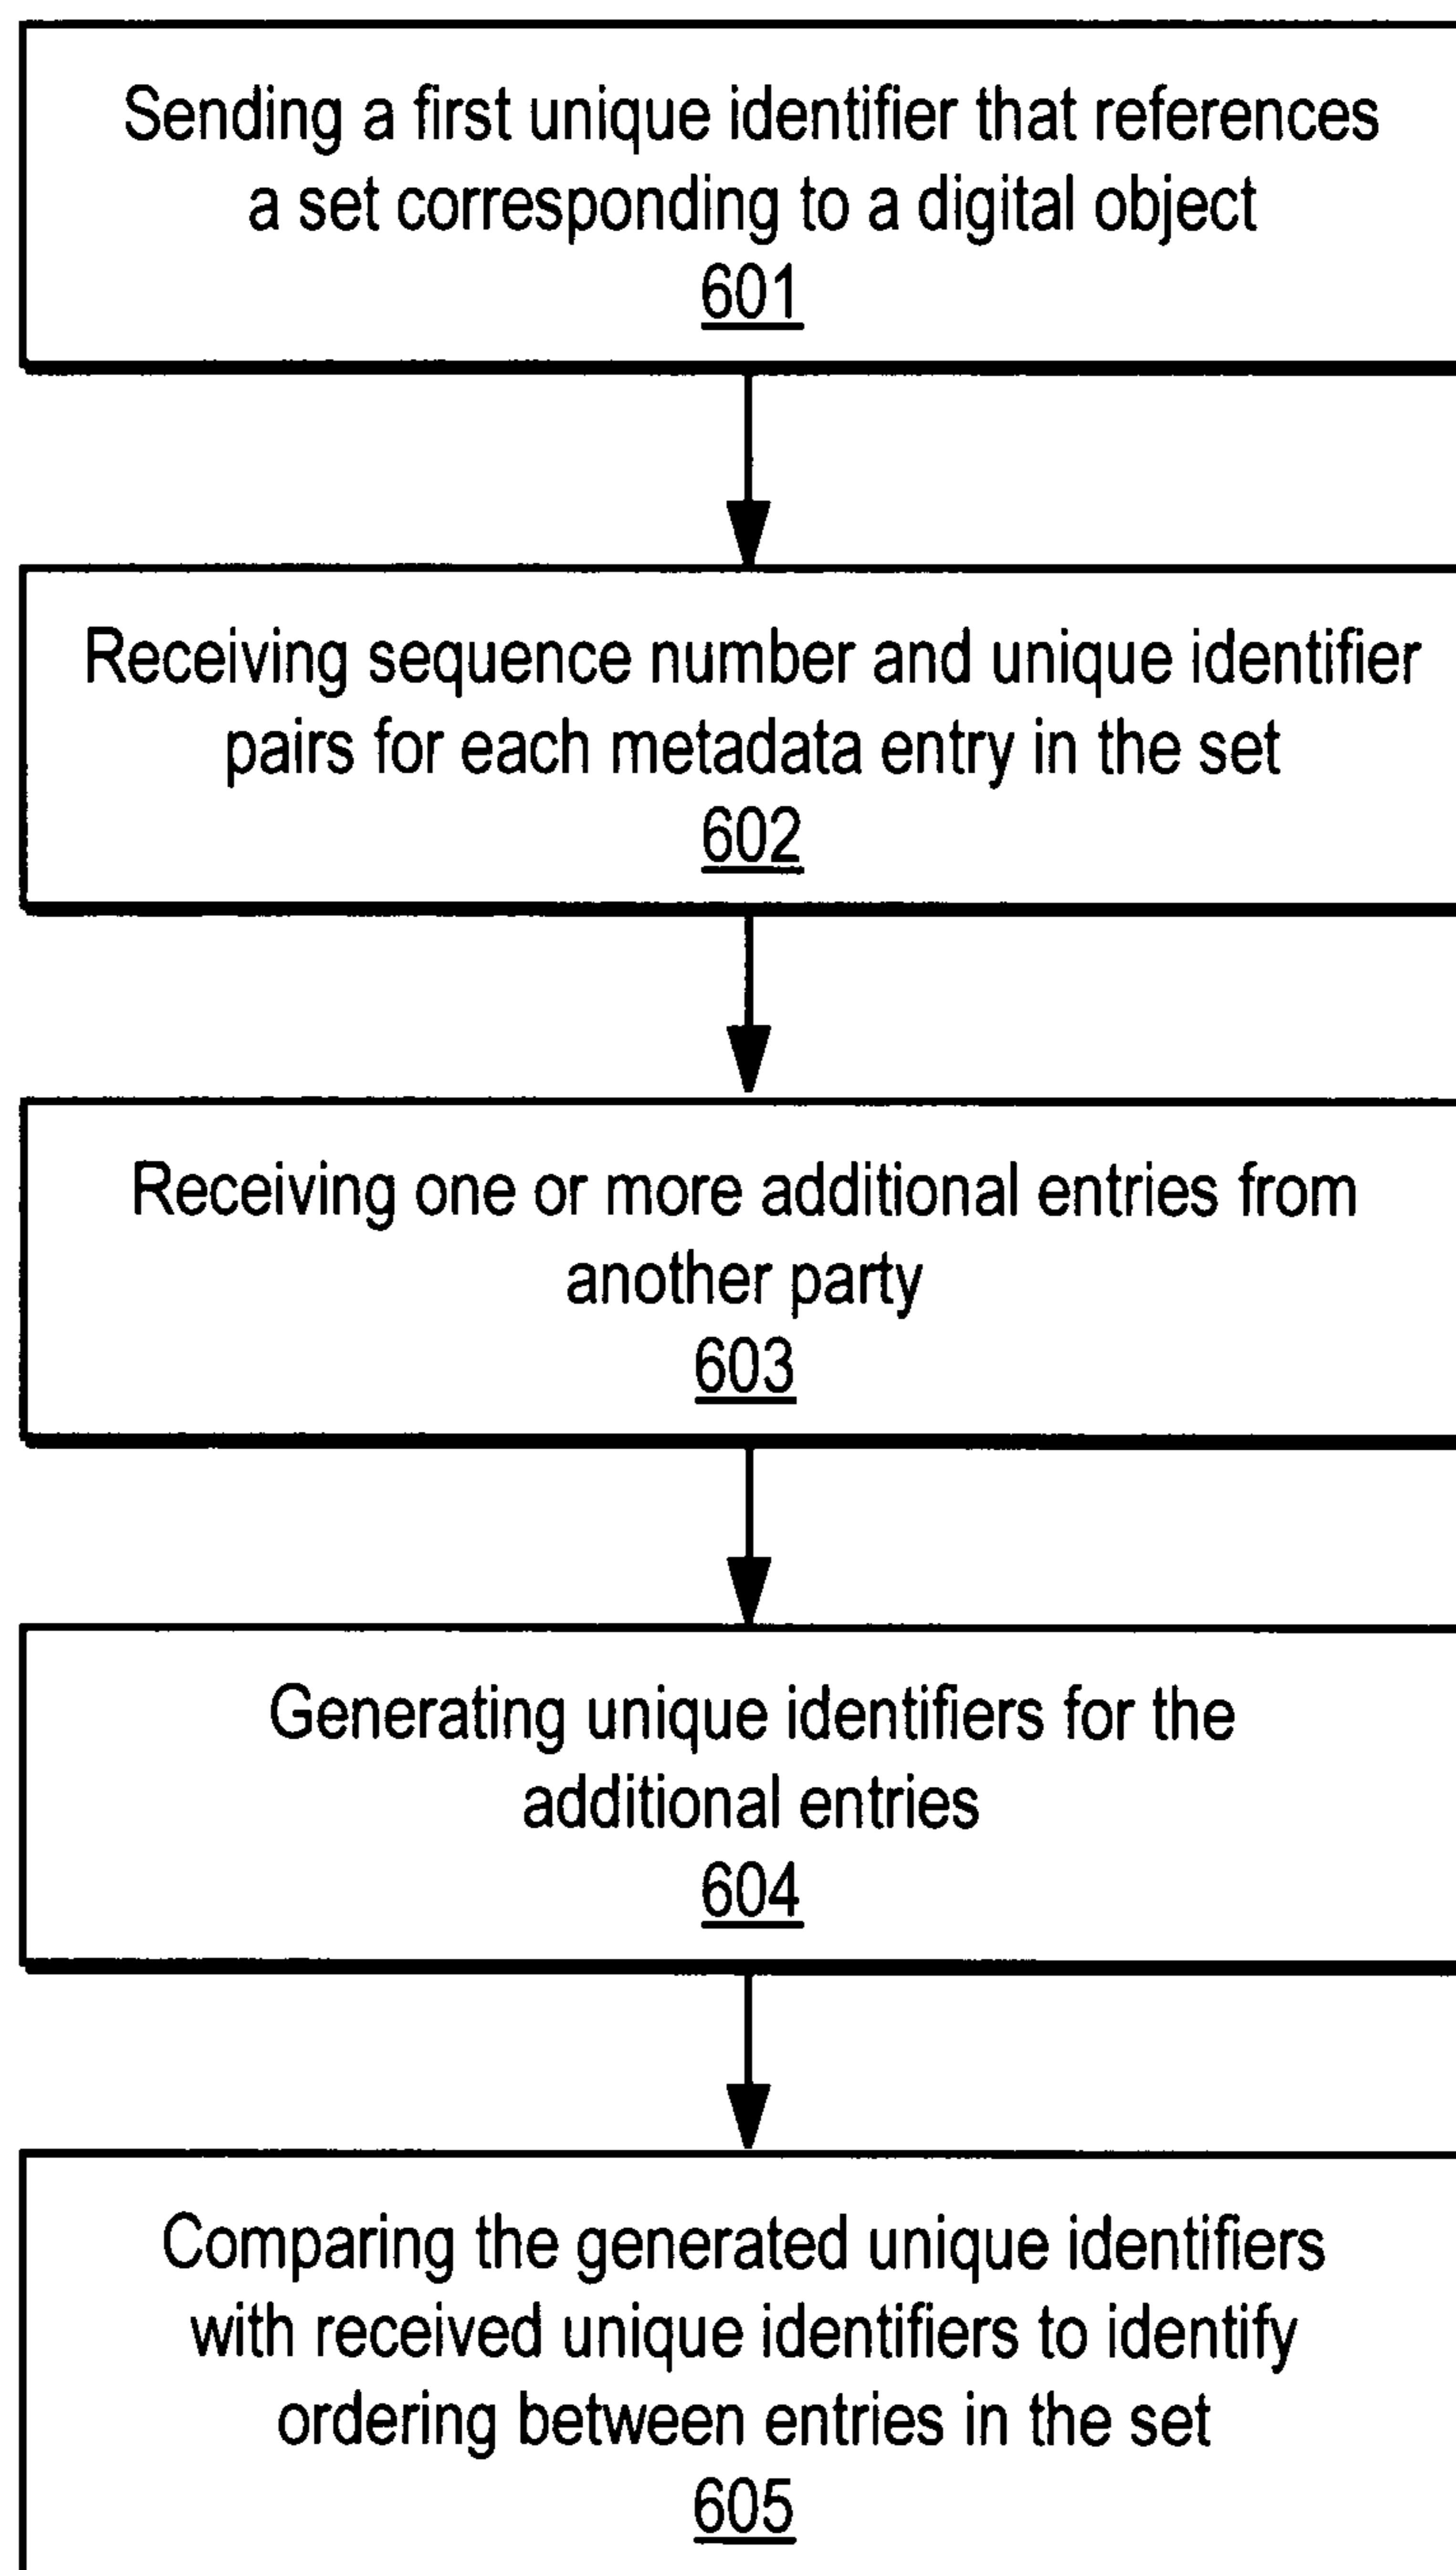 Sending a first unique identifier that references
a set corresponding to a digital object
601
Receiving sequence number and unique identifier
pairs for each metadata entry in the set
602
Receiving one or more additional entries from
another party
603
Generating unique identifiers for the
additional entries
604
Comparing the generated unique identifiers
with received unique identifiers to identify
ordering between entries in the set
605